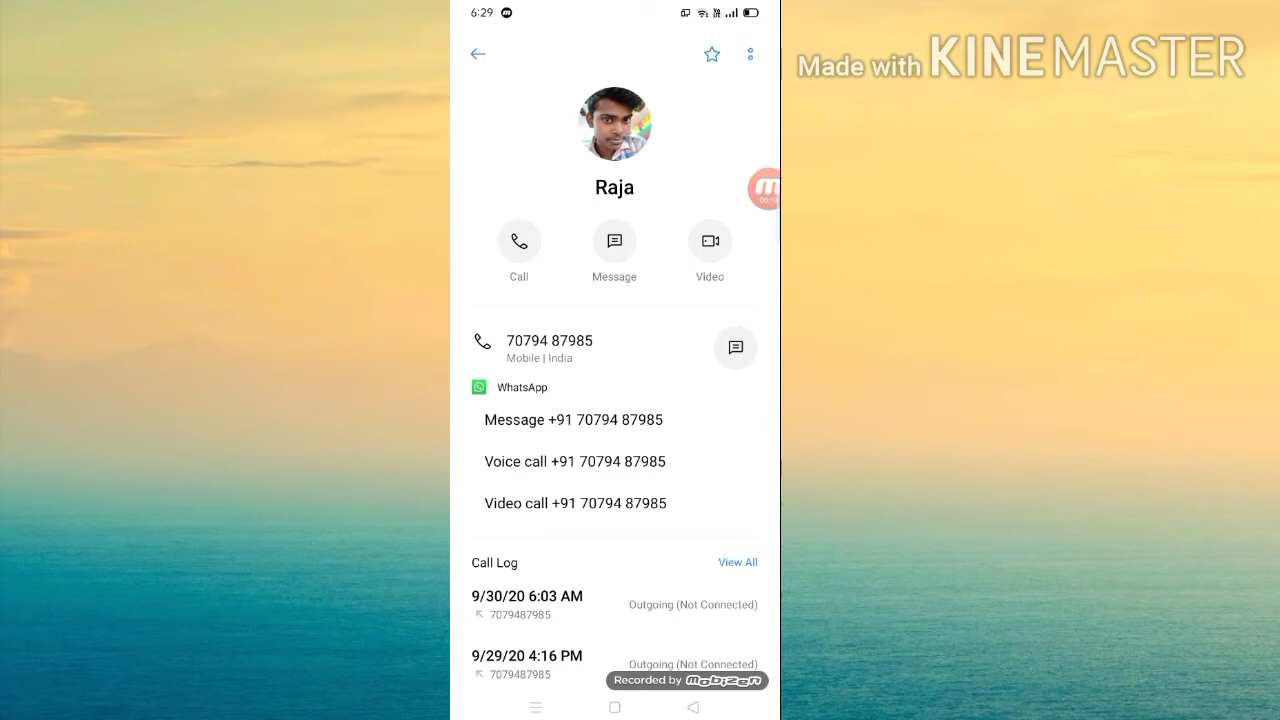 6:29
Made with KINEMASTER
Raja
Call Message Video
70794 87985
Mobile | India
WhatsApp
Message +91 70794 87985
Voice call +91 70794 87985
Video call +91 70794 87985
Call Log View All
9/30/20 6:03 AM Outgoing (Not Connected)
7079487985
9/29/20 4:16 PM Outgoing (Not Connected)
7079487985
Recorded by mobizen